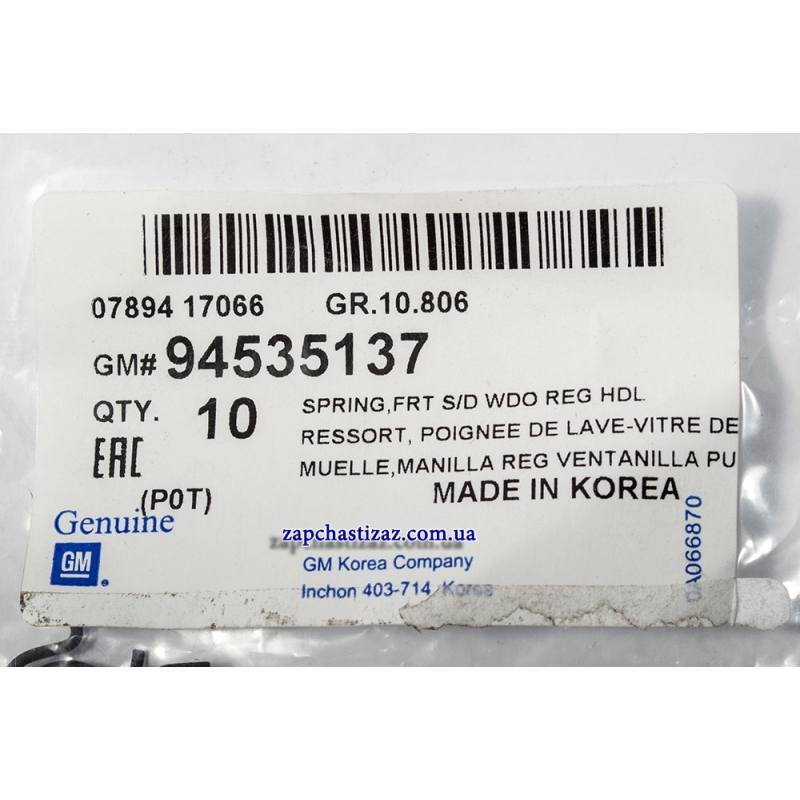 07894 17066 GR.10.806
GM# 94535137
QTY. 10
SPRING,FRT S/D WDO REG HDL
RESSORT, POIGNEE DE LAVE-VITRE DE
MUELLE,MANILLA REG VENTANILLA PU
EAC
(P0T)
MADE IN KOREA
Genuine
GM
zapchastizaz.com.ua
GM Korea Company
Inchon 403-714, Korea
0A066870